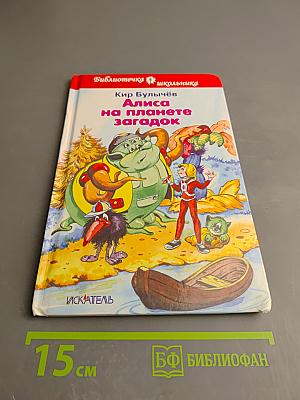 Библиотечка школьника
Кир Булычёв
Алиса
на планете
загадок
ИСКАТЕЛЬ
15 см
БФ БИБЛИОФАН